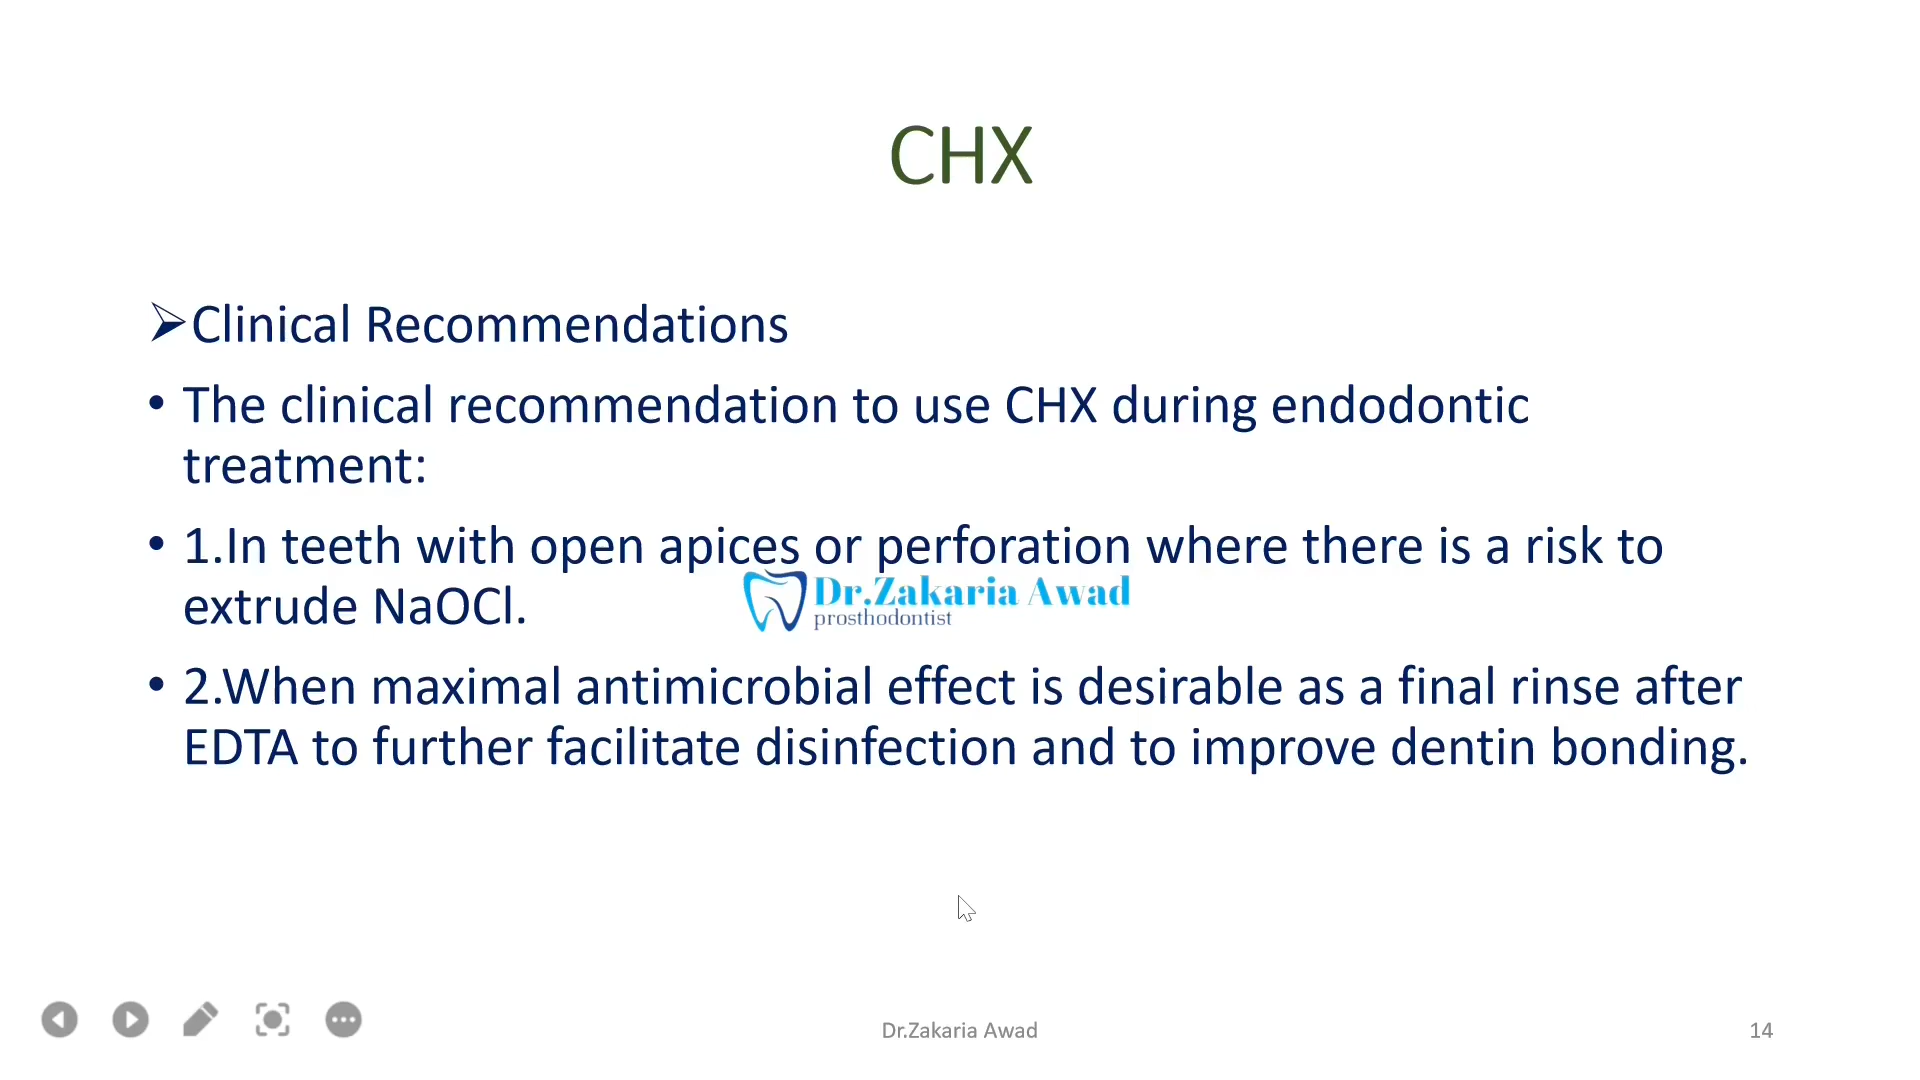 CHX
➢Clinical Recommendations
• The clinical recommendation to use CHX during endodontic
treatment:
• 1.In teeth with open apices or perforation where there is a risk to
extrude NaOCl.
Dr.Zakaria Awad
prosthodontist
• 2.When maximal antimicrobial effect is desirable as a final rinse after
EDTA to further facilitate disinfection and to improve dentin bonding.
Dr.Zakaria Awad
14